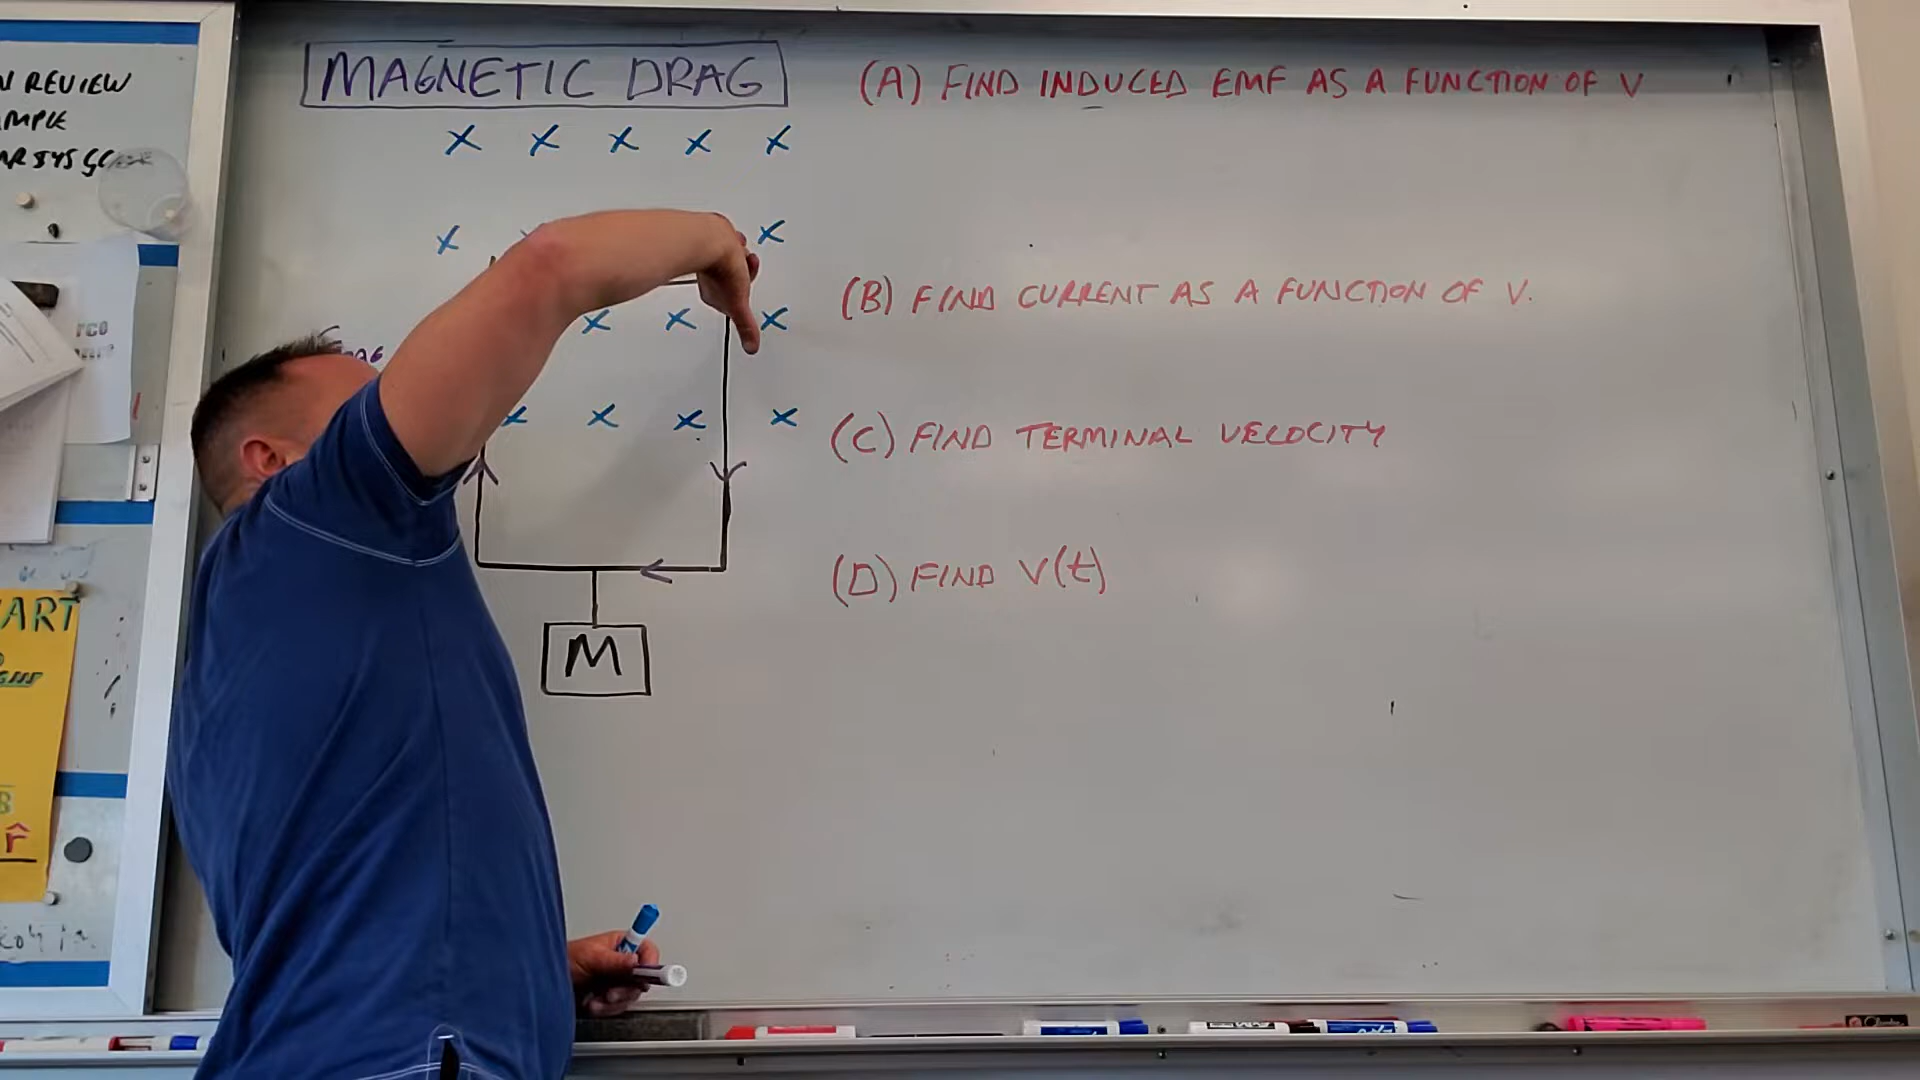 MAGNETIC DRAG
(A) FIND INDUCED EMF AS A FUNCTION OF V
(B) FIND CURRENT AS A FUNCTION OF V.
(C) FIND TERMINAL VELOCITY
(D) FIND V(t)
x x x x x
x x
x x x
x x x x
M
REVIEW
ART
r̂